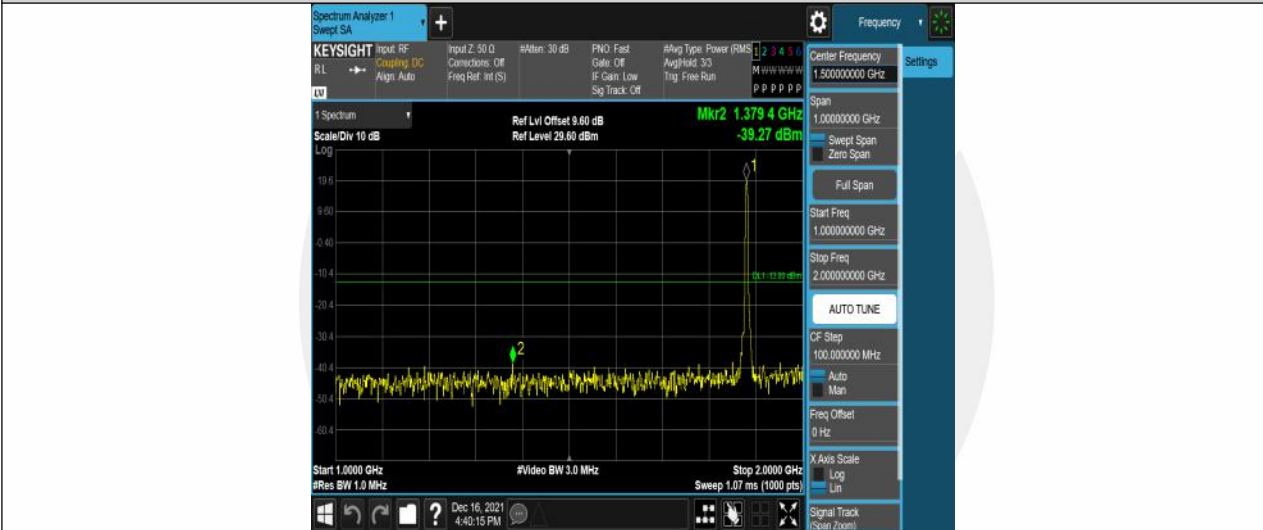 Spectrum Analyzer 1
Swept SA
+
Frequency
KEYSIGHT
RL
LV
Input: RF
Coupling: DC
Align: Auto
Input Z: 50 Ω
Corrections: Off
Freq Ref: Int (S)
#Atten: 30 dB
PNO: Fast
Gate: Off
IF Gain: Low
Sig Track: Off
#Avg Type: Power (RMS
Avg|Hold: 3/3
Trig: Free Run
1 2 3 4 5 6
M W W W W W
P P P P P P
1 Spectrum
Scale/Div 10 dB
Log
Ref Lvl Offset 9.60 dB
Ref Level 29.60 dBm
Mkr2 1.379 4 GHz
-39.27 dBm
19.6
9.60
-0.40
-10.4
-20.4
-30.4
-40.4
-50.4
-60.4
1
2
DL1 -13.00 dBm
Start 1.0000 GHz
#Res BW 1.0 MHz
#Video BW 3.0 MHz
Stop 2.0000 GHz
Sweep 1.07 ms (1000 pts)
?
Dec 16, 2021
4:40:15 PM
Center Frequency
1.500000000 GHz
Settings
Span
1.00000000 GHz
Swept Span
Zero Span
Full Span
Start Freq
1.000000000 GHz
Stop Freq
2.000000000 GHz
AUTO TUNE
CF Step
100.000000 MHz
Auto
Man
Freq Offset
0 Hz
X Axis Scale
Log
Lin
Signal Track
(Span Zoom)